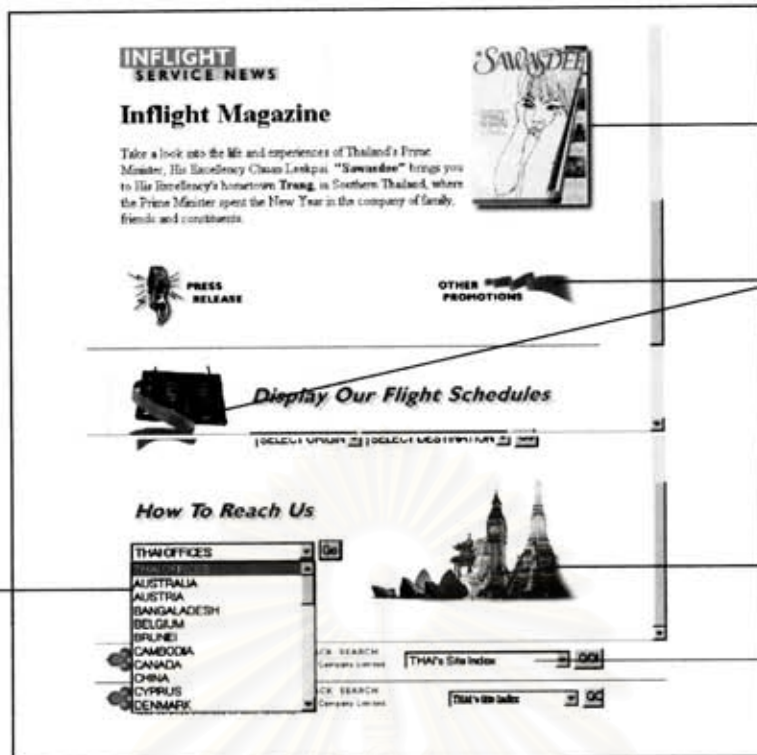 INFLIGHT
SERVICE NEWS
SAWASDEE
Inflight Magazine
Take a look into the life and experiences of Thailand's Prime
Minister, His Excellency Chuan Leekpai. "Sawasdee" brings you
to His Excellency's hometown Trang, in Southern Thailand, where
the Prime Minister spent the New Year in the company of family,
friends and constituents.
PRESS
RELEASE
OTHER
PROMOTIONS
Display Our Flight Schedules
[SELECT ORIGIN [SELECT DESTINATION
How To Reach Us
THAI OFFICES Go
THAI OFFICES
AUSTRALIA
AUSTRIA
BANGALADESH
BELGIUM
BRUNEI
CAMBODIA
CANADA
CHINA
CYPRUS
DENMARK
CK SEARCH
Company Limited
THAI's Site Index GO!
CK SEARCH
Company Limited
THAI's Site Index GO